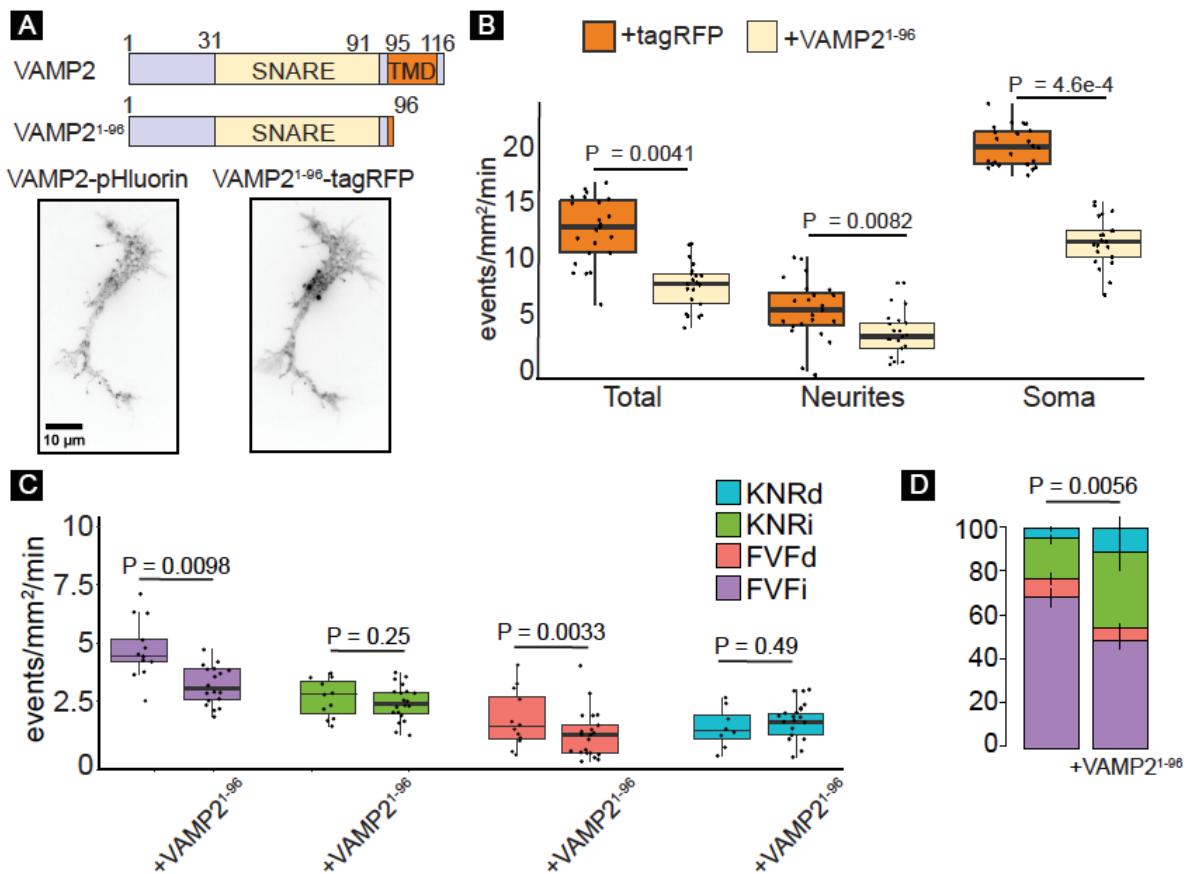 A
1 31 91 95 116
VAMP2 SNARE TMD
1 96
VAMP2¹⁻⁹⁶ SNARE
VAMP2-pHluorin VAMP2¹⁻⁹⁶-tagRFP
10 µm
B
+tagRFP +VAMP2¹⁻⁹⁶
events/mm²/min
20
15
10
5
0
P = 0.0041
P = 0.0082
P = 4.6e-4
Total Neurites Soma
C
events/mm²/min
10
7.5
5
2.5
0
P = 0.0098
P = 0.25
P = 0.0033
P = 0.49
KNRd
KNRi
FVFd
FVFi
+VAMP2¹⁻⁹⁶
+VAMP2¹⁻⁹⁶
+VAMP2¹⁻⁹⁶
+VAMP2¹⁻⁹⁶
D
P = 0.0056
100
80
60
40
20
0
+VAMP2¹⁻⁹⁶